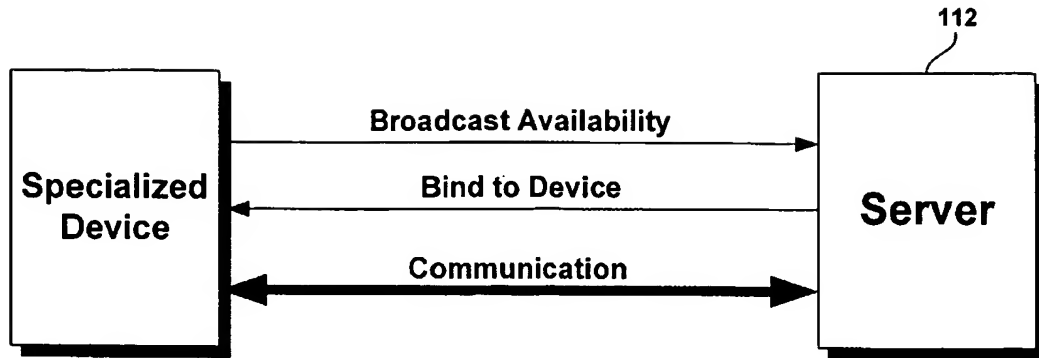 112
Broadcast Availability
Specialized
Device
Bind to Device
Server
Communication